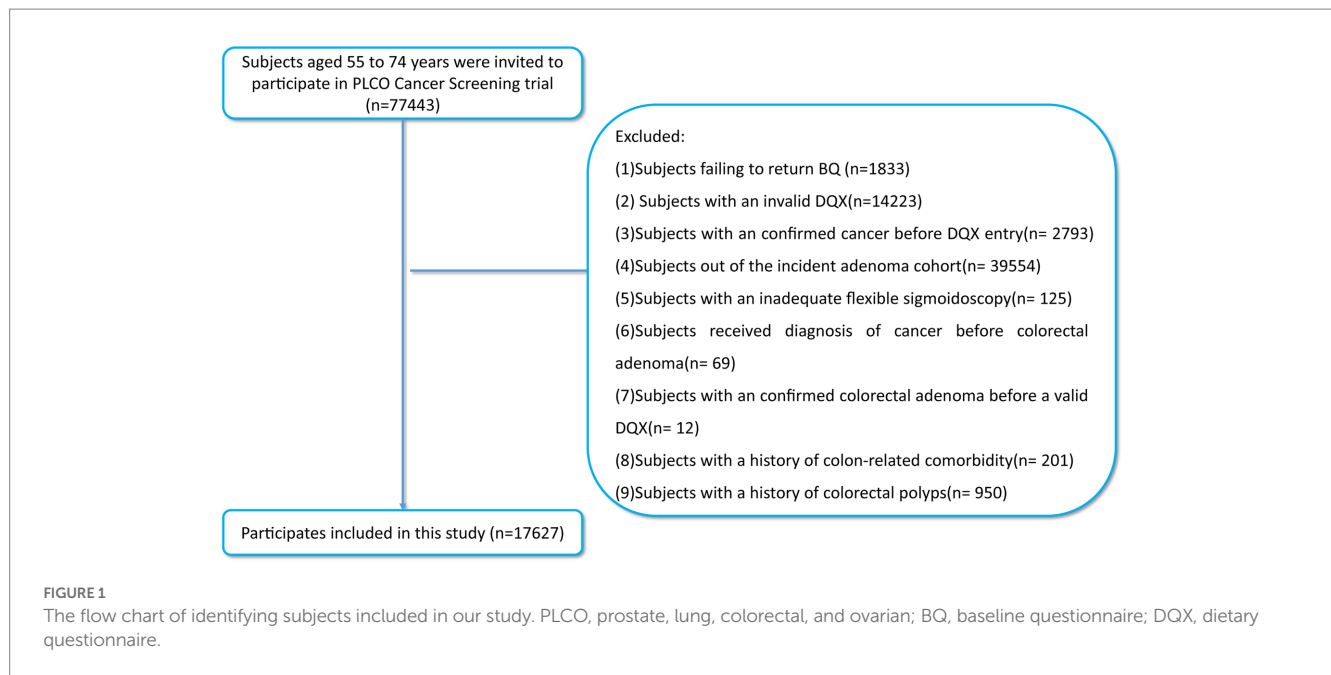 Subjects aged 55 to 74 years were invited to
participate in PLCO Cancer Screening trial
(n=77443)
Excluded:
(1)Subjects failing to return BQ (n=1833)
(2) Subjects with an invalid DQX(n=14223)
(3)Subjects with an confirmed cancer before DQX entry(n= 2793)
(4)Subjects out of the incident adenoma cohort(n= 39554)
(5)Subjects with an inadequate flexible sigmoidoscopy(n= 125)
(6)Subjects received diagnosis of cancer before colorectal
adenoma(n= 69)
(7)Subjects with an confirmed colorectal adenoma before a valid
DQX(n= 12)
(8)Subjects with a history of colon-related comorbidity(n= 201)
(9)Subjects with a history of colorectal polyps(n= 950)
Participates included in this study (n=17627)
FIGURE 1
The flow chart of identifying subjects included in our study. PLCO, prostate, lung, colorectal, and ovarian; BQ, baseline questionnaire; DQX, dietary
questionnaire.